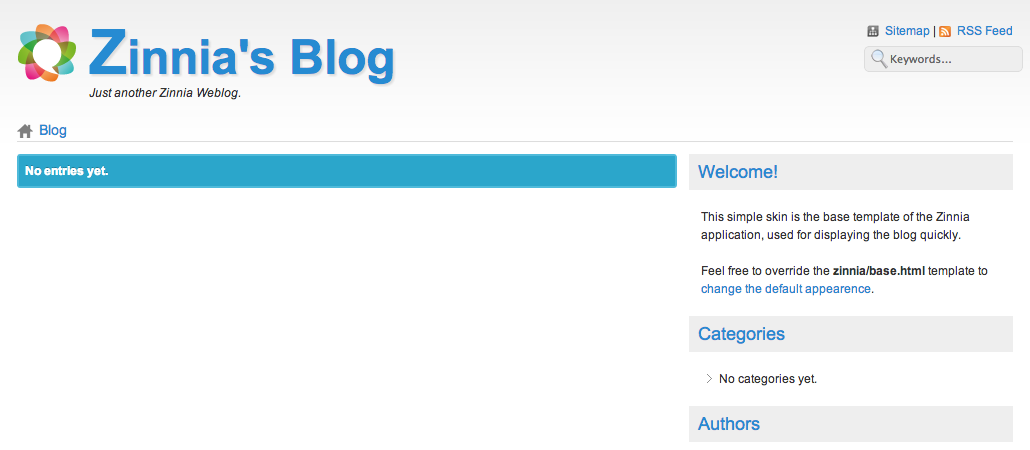 Zinnia's Blog
Just another Zinnia Weblog.
Sitemap | RSS Feed
Keywords...
Blog
No entries yet.
Welcome!
This simple skin is the base template of the Zinnia
application, used for displaying the blog quickly.
Feel free to override the zinnia/base.html template to
change the default appearence.
Categories
No categories yet.
Authors